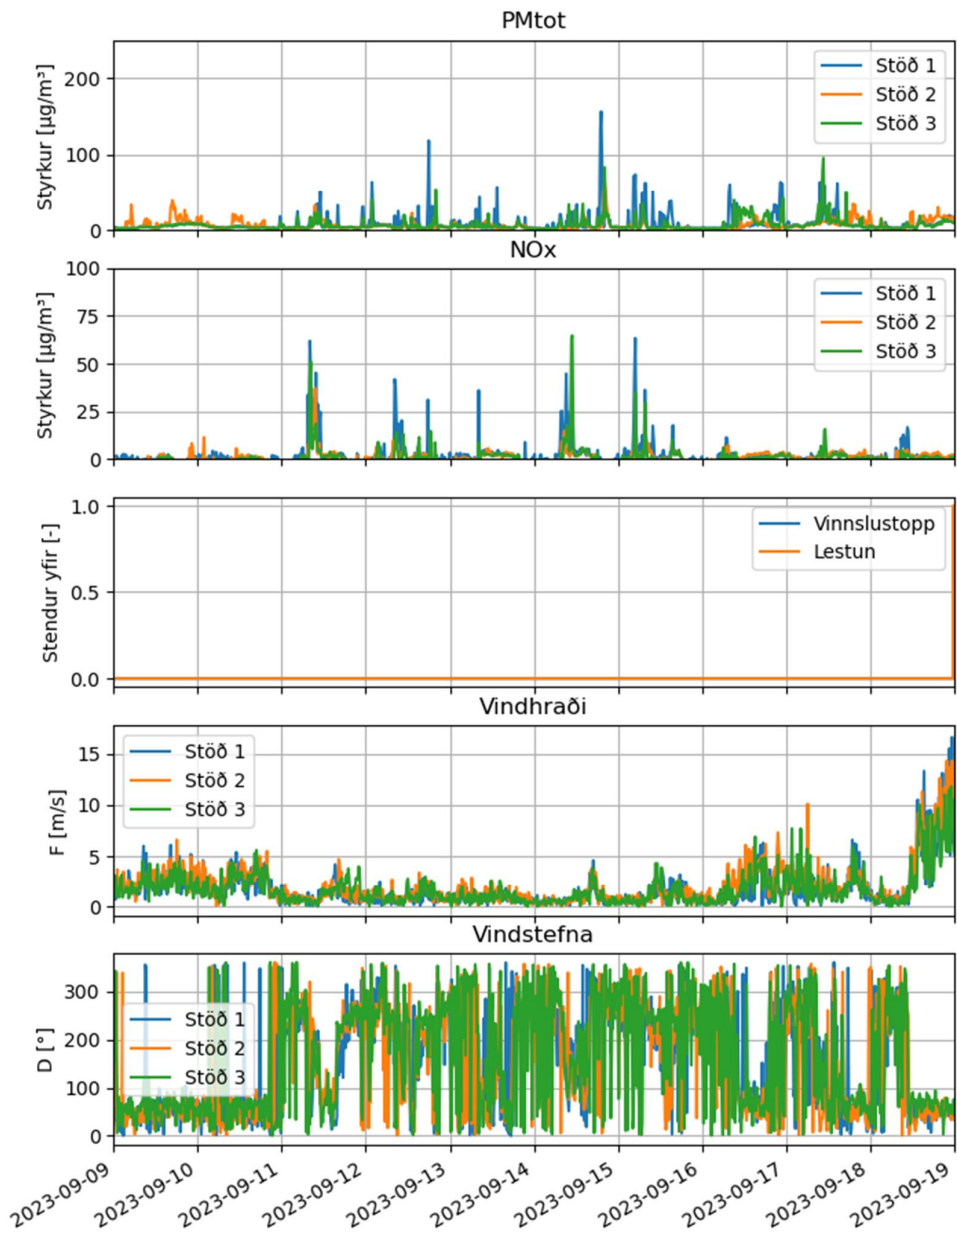 PMtot
Styrkur [µg/m³]
200
100
0
Stöð 1
Stöð 2
Stöð 3
NOx
Styrkur [µg/m³]
100
75
50
25
0
Stöð 1
Stöð 2
Stöð 3
Stendur yfir [-]
1.0
0.5
0.0
Vinnslustopp
Lestun
Vindhraði
F [m/s]
15
10
5
0
Stöð 1
Stöð 2
Stöð 3
Vindstefna
D [°]
300
200
100
0
Stöð 1
Stöð 2
Stöð 3
2023-09-09
2023-09-10
2023-09-11
2023-09-12
2023-09-13
2023-09-14
2023-09-15
2023-09-16
2023-09-17
2023-09-18
2023-09-19